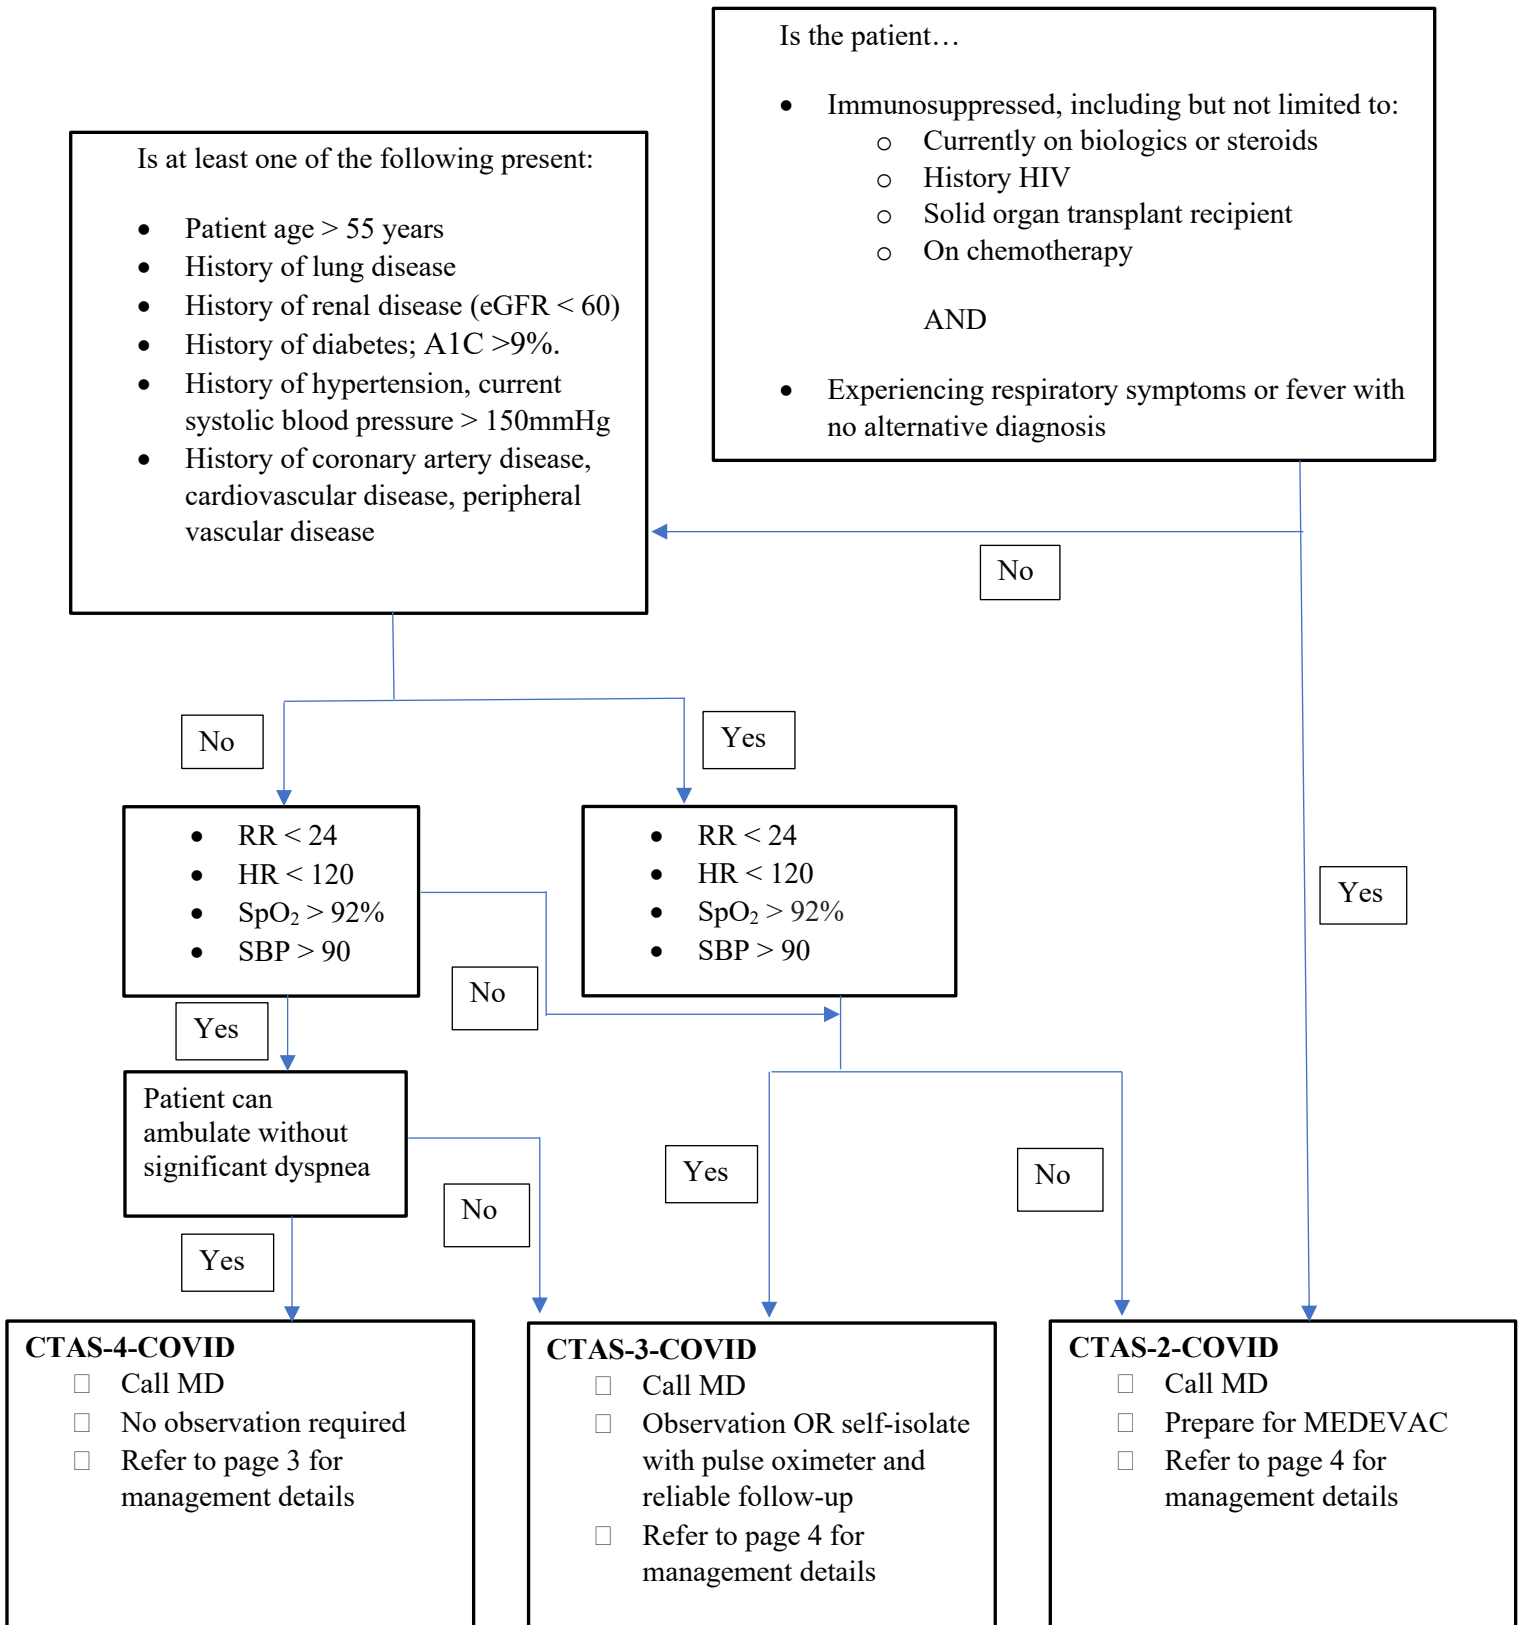 Is the patient…
• Immunosuppressed, including but not limited to:
o Currently on biologics or steroids
o History HIV
o Solid organ transplant recipient
o On chemotherapy
AND
• Experiencing respiratory symptoms or fever with
no alternative diagnosis
Is at least one of the following present:
• Patient age > 55 years
• History of lung disease
• History of renal disease (eGFR < 60)
• History of diabetes; A1C >9%.
• History of hypertension, current
systolic blood pressure > 150mmHg
• History of coronary artery disease,
cardiovascular disease, peripheral
vascular disease
No
No
Yes
• RR < 24
• HR < 120
• SpO₂ > 92%
• SBP > 90
• RR < 24
• HR < 120
• SpO₂ > 92%
• SBP > 90
Yes
No
Yes
Patient can
ambulate without
significant dyspnea
Yes
No
No
Yes
CTAS-4-COVID
☐ Call MD
☐ No observation required
☐ Refer to page 3 for
management details
CTAS-3-COVID
☐ Call MD
☐ Observation OR self-isolate
with pulse oximeter and
reliable follow-up
☐ Refer to page 4 for
management details
CTAS-2-COVID
☐ Call MD
☐ Prepare for MEDEVAC
☐ Refer to page 4 for
management details